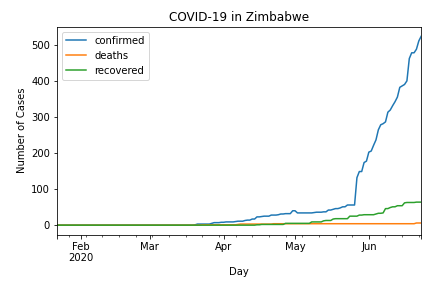 COVID-19 in Zimbabwe
confirmed
deaths
recovered
Number of Cases
500
400
300
200
100
0
Feb
2020
Mar
Apr
May
Jun
Day